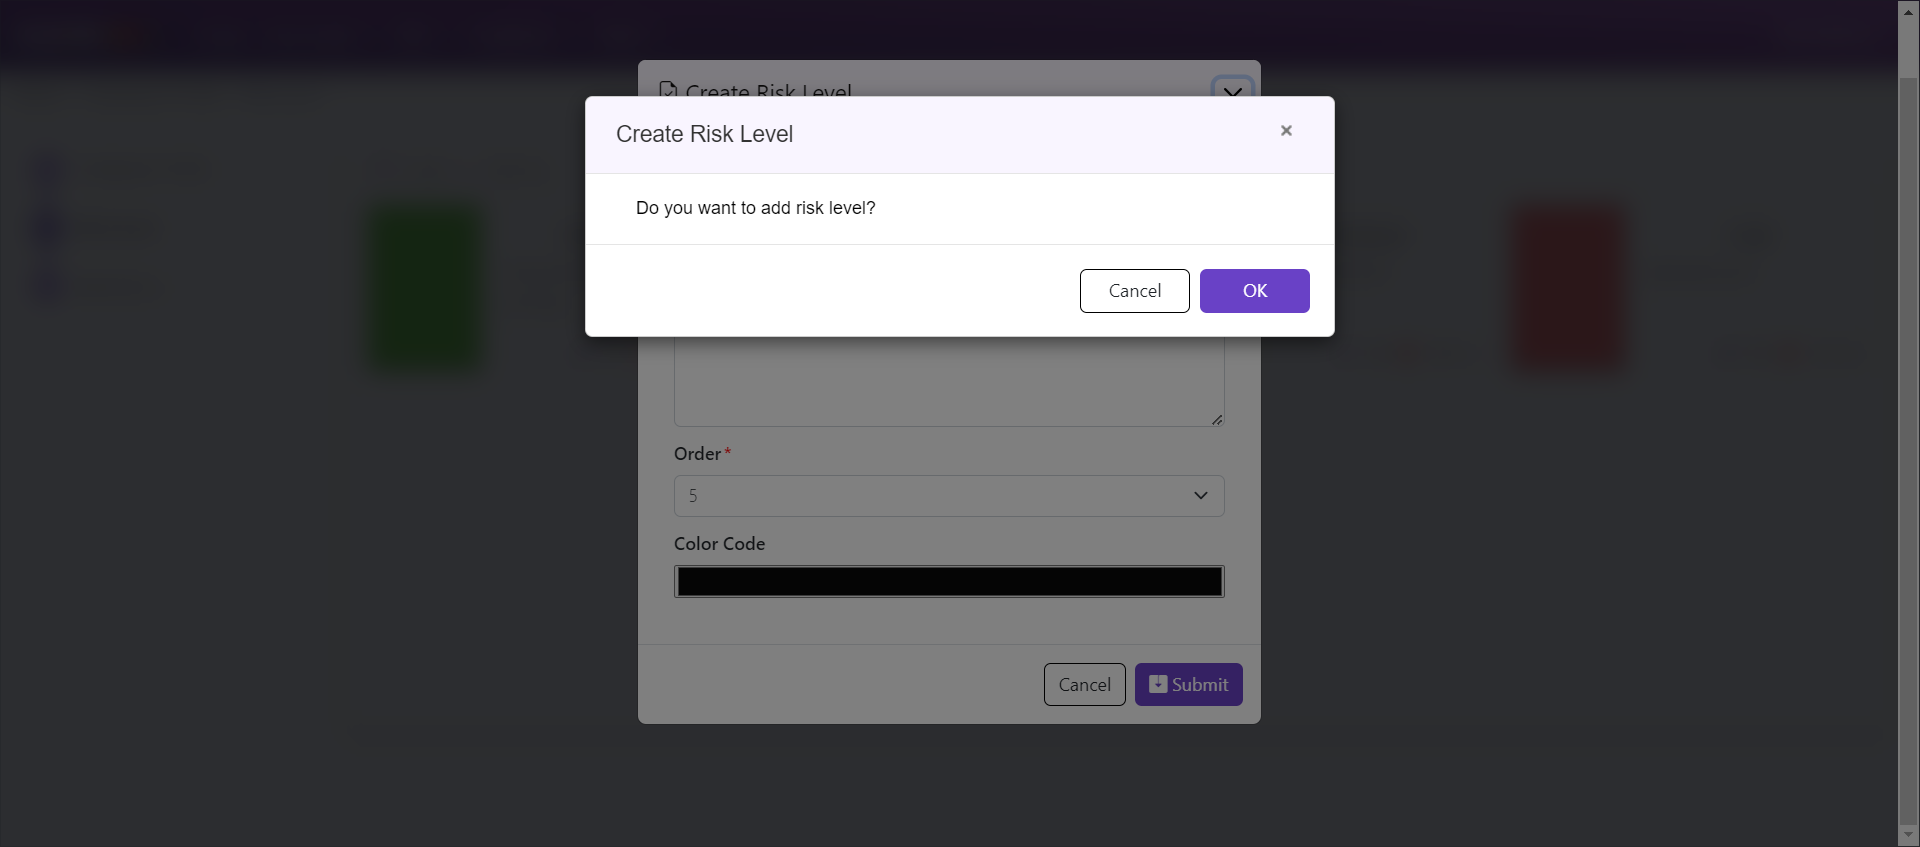 Create Risk Level
Create Risk Level
×
Do you want to add risk level?
Cancel
OK
Order*
5
Color Code
Cancel
Submit